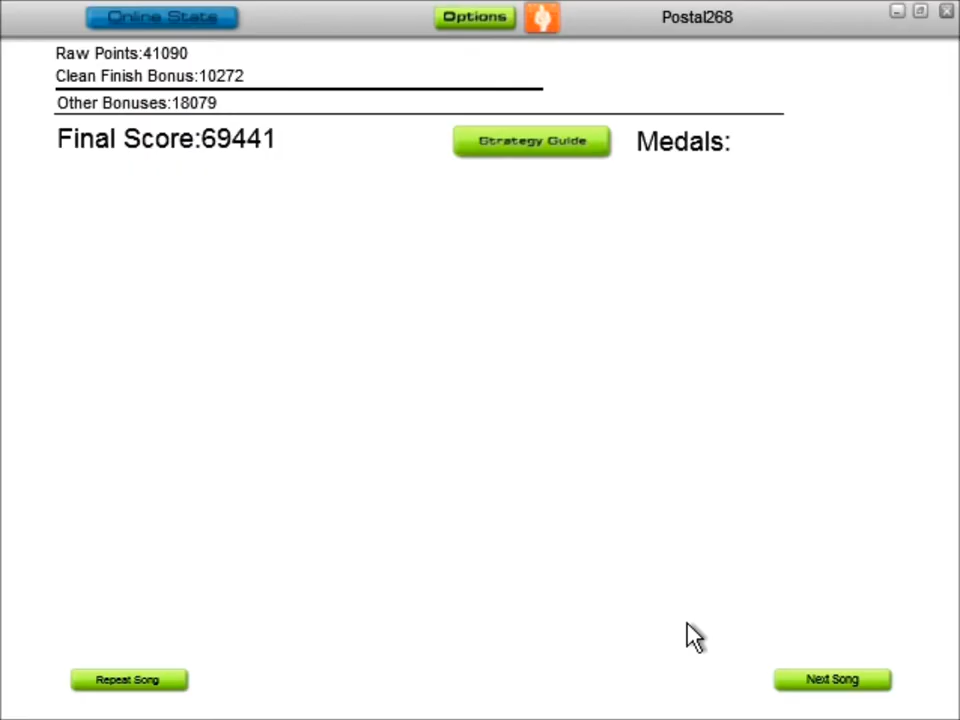 Online Stats
Options
Postal268
Raw Points:41090
Clean Finish Bonus:10272
Other Bonuses:18079
Final Score:69441
Strategy Guide
Medals:
Repeat Song
Next Song